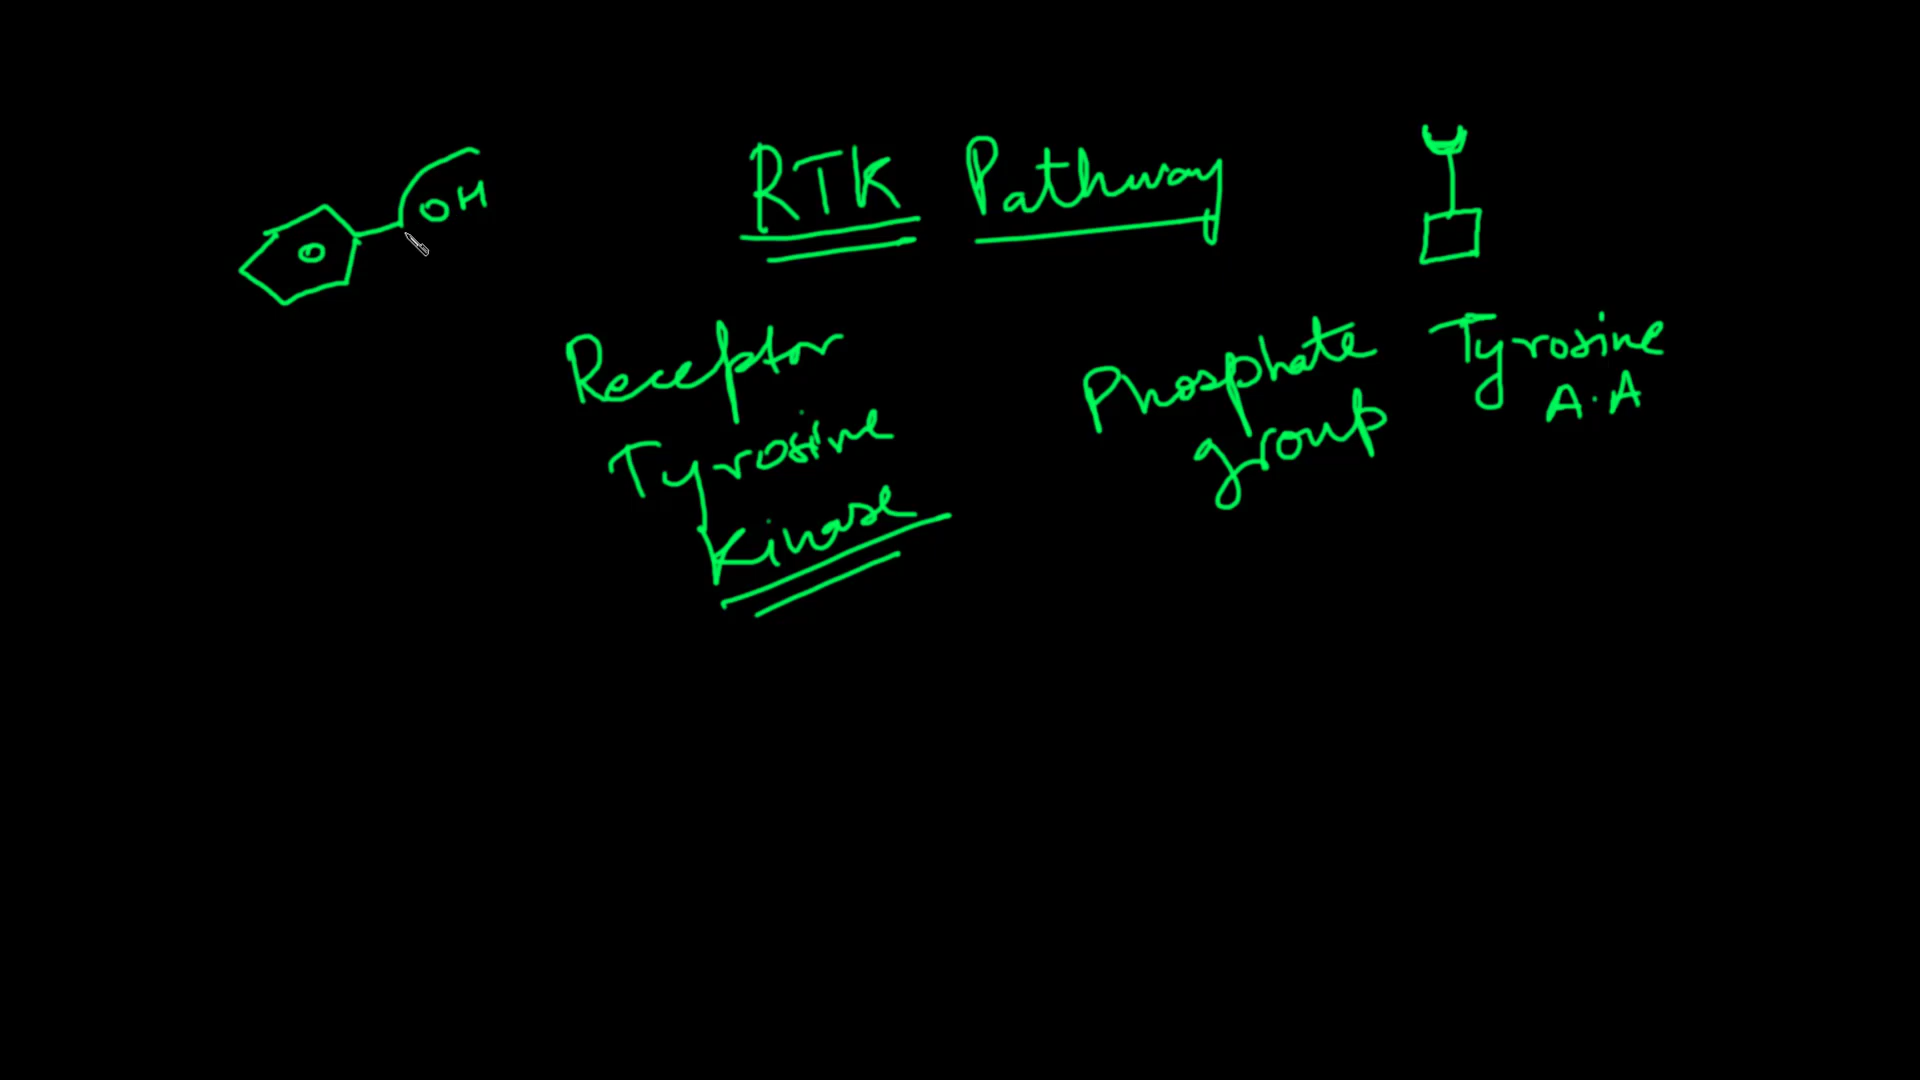 RTK Pathway
OH
Receptor
Tyrosine
Kinase
Phosphate
group
Tyrosine
A.A